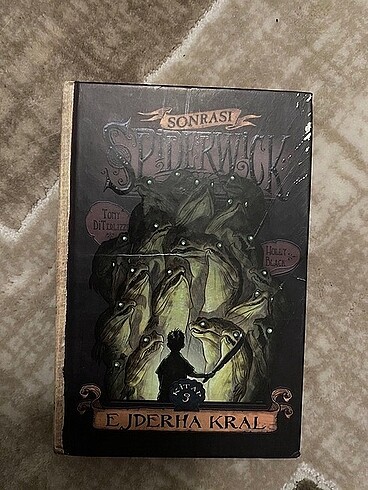 SONRASI
SPIDERWICK
TONY
DITERLIZZI
HOLLY
BLACK
KİTAP
3
EJDERHA KRAL